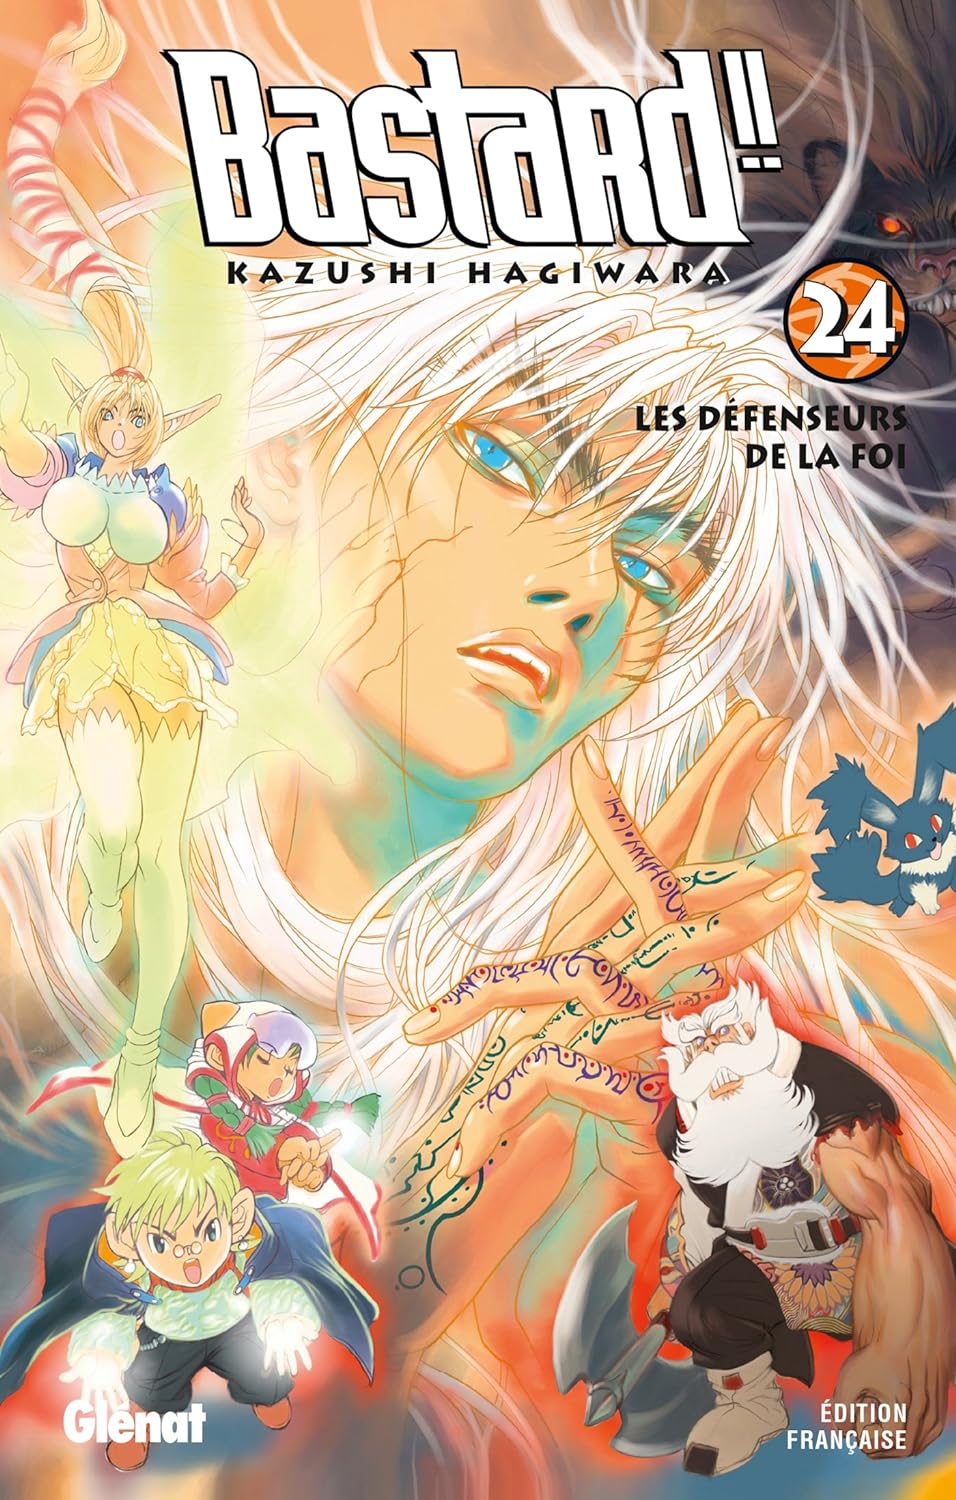 BastaRd!!
KAZUSHI HAGIWARA
24
LES DÉFENSEURS
DE LA FOI
Glénat
ÉDITION
FRANÇAISE